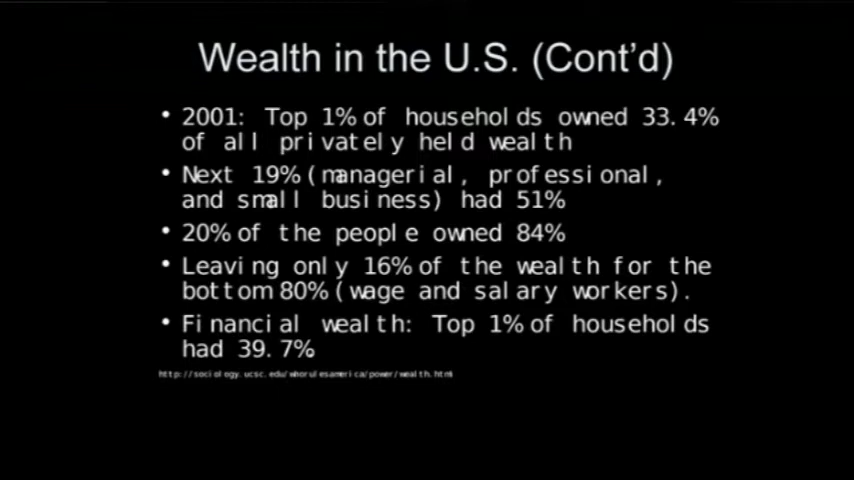 Wealth in the U.S. (Cont'd)
• 2001: Top 1% of households owned 33.4%
of all privately held wealth
• Next 19% (managerial, professional,
and small business) had 51%
• 20% of the people owned 84%
• Leaving only 16% of the wealth for the
bottom 80% (wage and salary workers).
• Financial wealth: Top 1% of households
had 39.7%.
http://sociology.ucsc.edu/whorulesamerica/power/wealth.html